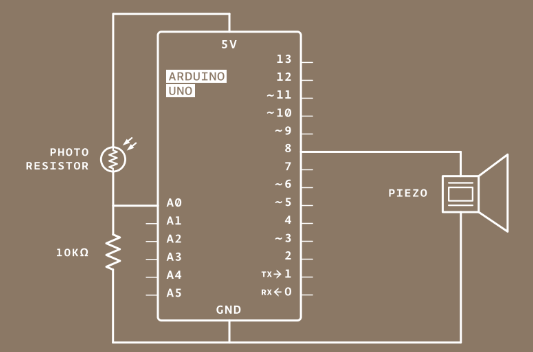 5V
ARDUINO
UNO
13
12
~11
~10
~9
8
7
~6
~5
4
~3
2
TX→1
RX←0
PHOTO
RESISTOR
A0
A1
A2
A3
A4
A5
10KΩ
PIEZO
GND